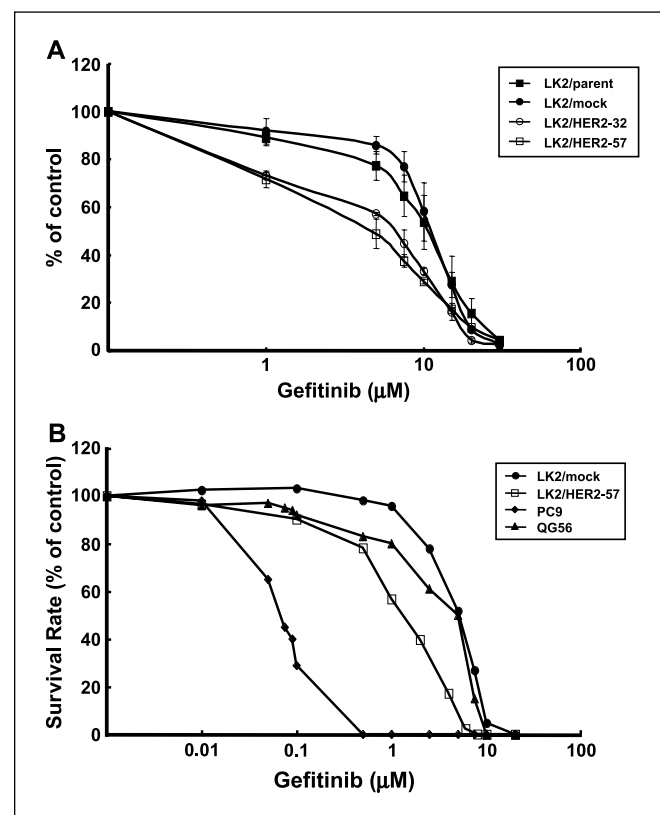 A
120
100
80
60
40
20
0
% of control
1
10
100
Gefitinib (μM)
LK2/parent
LK2/mock
LK2/HER2-32
LK2/HER2-57
B
120
100
80
60
40
20
0
Survival Rate (% of control)
0.01
0.1
1
10
100
Gefitinib (μM)
LK2/mock
LK2/HER2-57
PC9
QG56